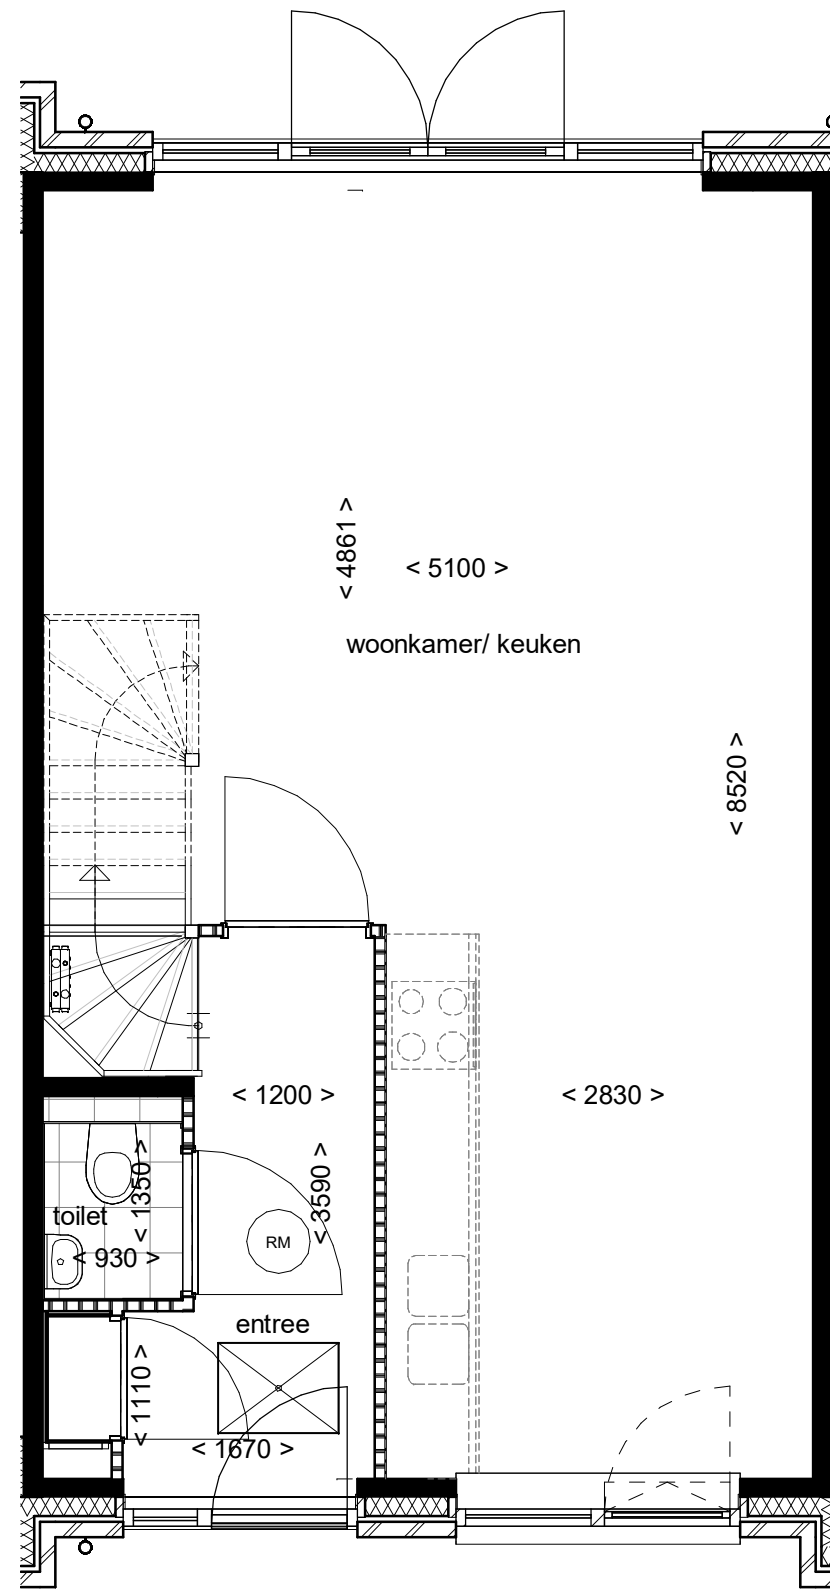 < 4861 >
< 5100 >
woonkamer/ keuken
< 8520 >
< 1200 >
< 2830 >
< 1350 >
< 3590 >
toilet
< 930 >
RM
entree
< 1110 >
< 1670 >